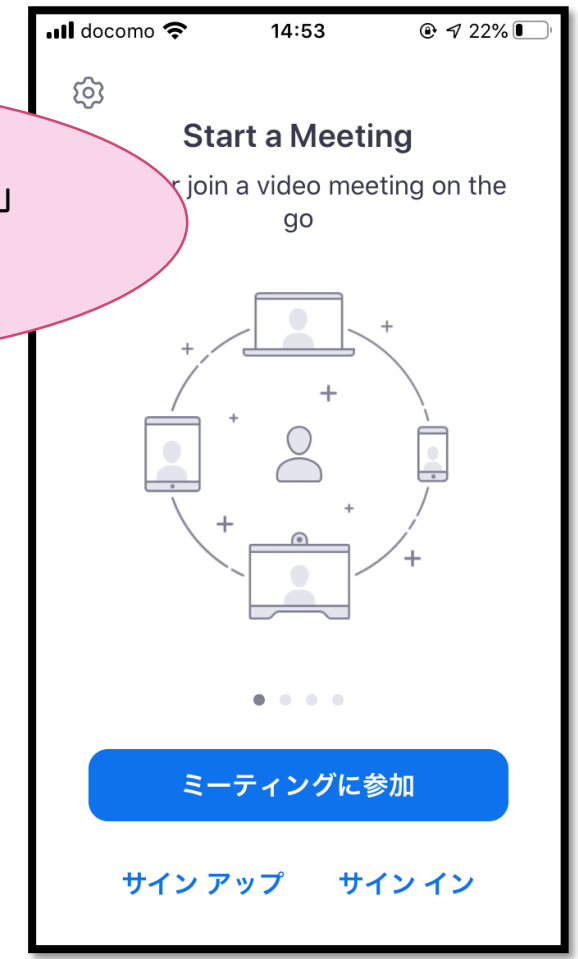 docomo 14:53 22%
Start a Meeting
join a video meeting on the
go
」
ミーティングに参加
サイン アップ サイン イン